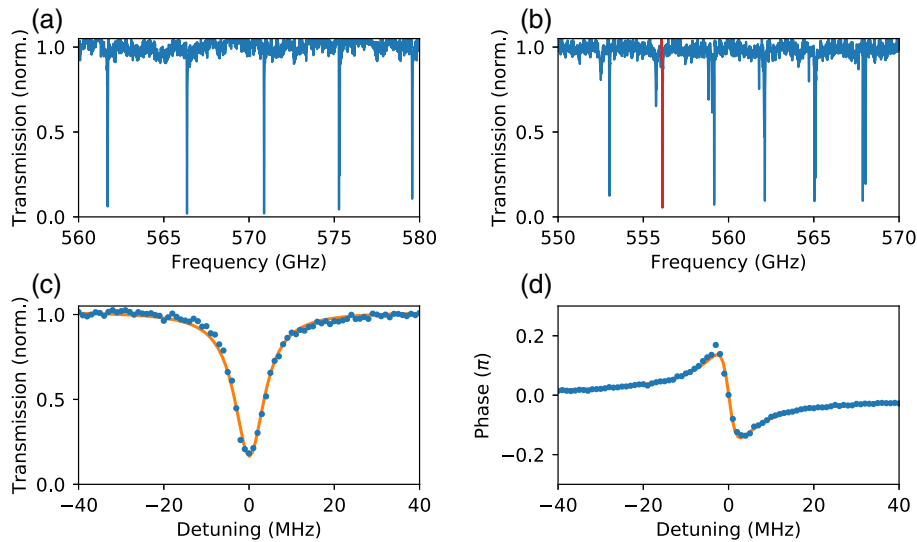 (a)
Transmission (norm.)
1.0
0.5
0.0
560
565
570
575
580
Frequency (GHz)
(b)
Transmission (norm.)
1.0
0.5
0.0
550
555
560
565
570
Frequency (GHz)
(c)
Transmission (norm.)
1.0
0.5
0.0
−40
−20
0
20
40
Detuning (MHz)
(d)
Phase (π)
0.2
0.0
−0.2
−40
−20
0
20
40
Detuning (MHz)